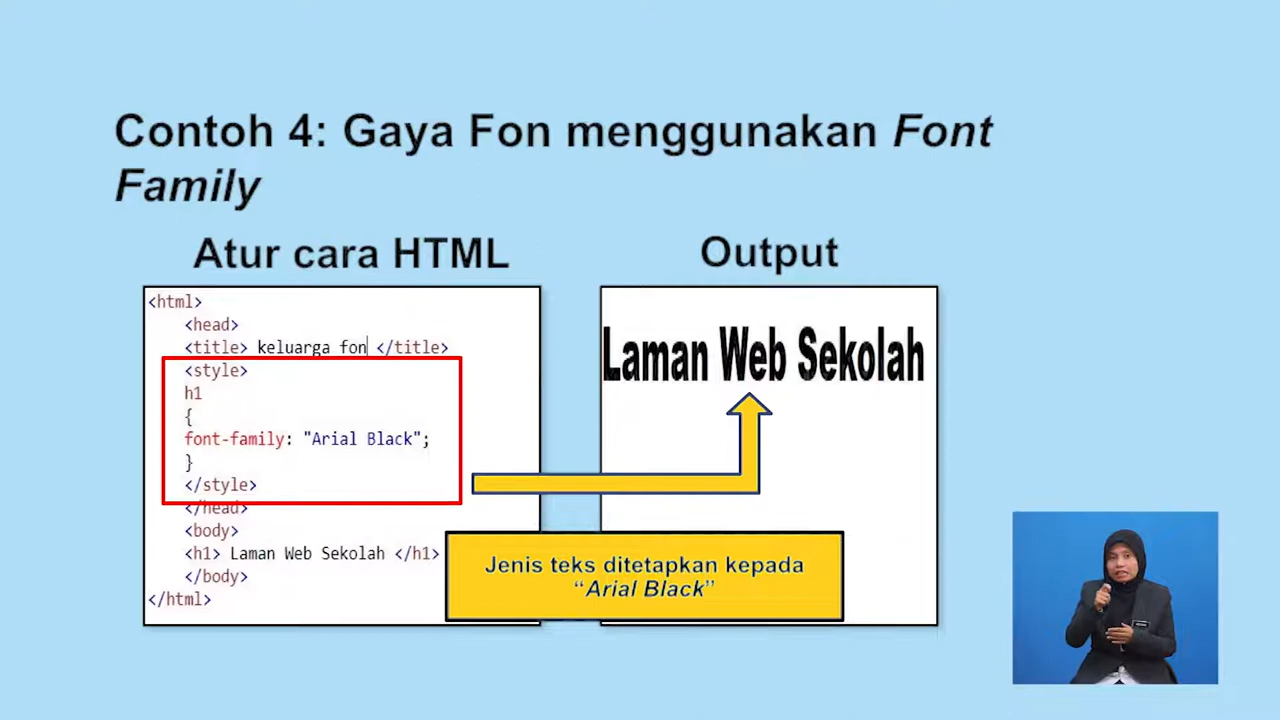 Contoh 4: Gaya Fon menggunakan Font
Family
Atur cara HTML
Output
<html>
<head>
<title> keluarga fon </title>
<style>
h1
{
font-family: "Arial Black";
}
</style>
</head>
<body>
<h1> Laman Web Sekolah </h1>
</body>
</html>
Laman Web Sekolah
Jenis teks ditetapkan kepada
“Arial Black”